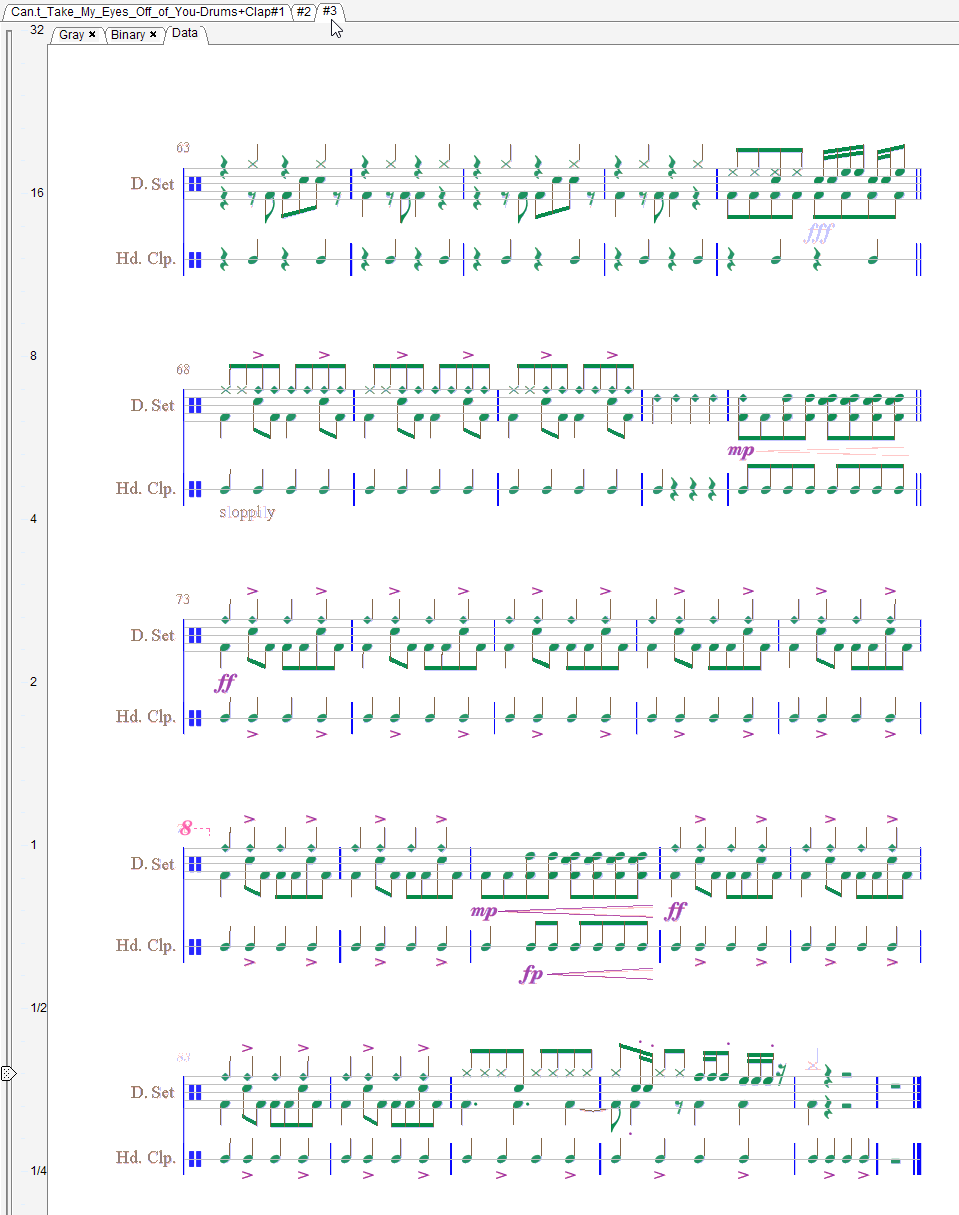 Can.t_Take_My_Eyes_Off_of_You-Drums+Clap#1 #2 #3
Gray × Binary × Data
32
16
8
4
2
1
1/2
1/4
63
D. Set
fff
Hd. Clp.
68
D. Set
mp
Hd. Clp.
sloppily
73
D. Set
ff
Hd. Clp.
8
D. Set
mp ff
Hd. Clp.
fp
83
D. Set
Hd. Clp.